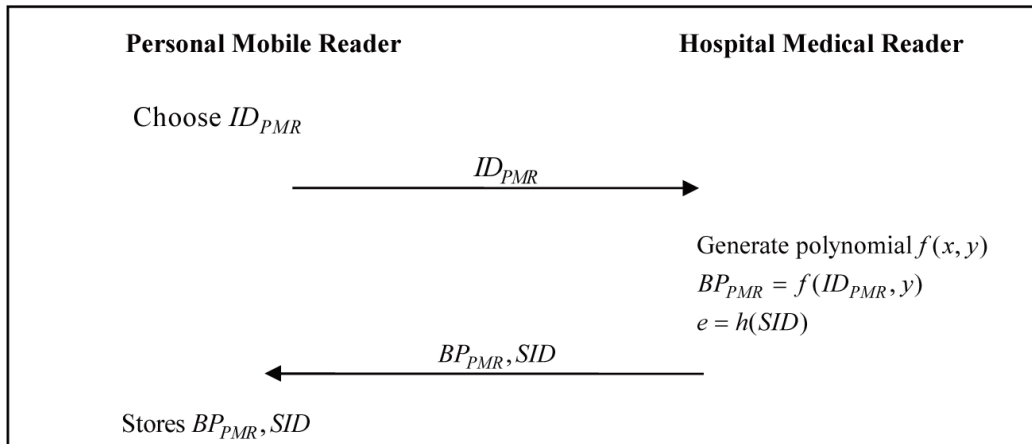 Personal Mobile Reader Hospital Medical Reader
Choose ID_PMR
ID_PMR
Generate polynomial f(x, y)
BP_PMR = f(ID_PMR, y)
e = h(SID)
BP_PMR, SID
Stores BP_PMR, SID